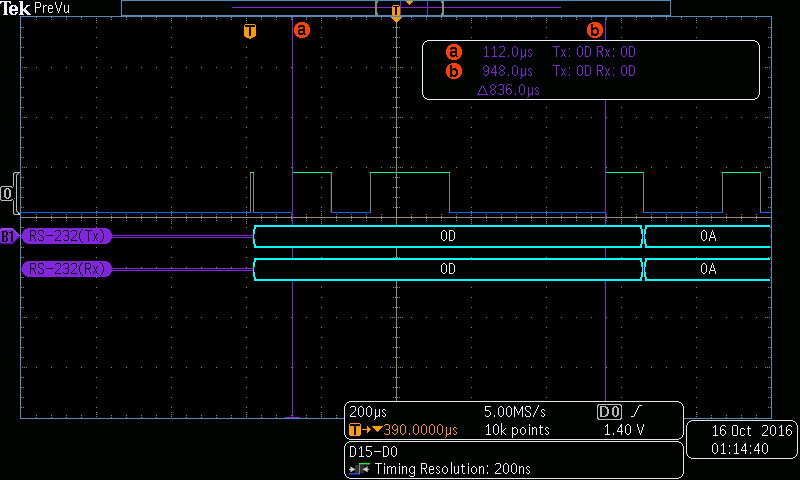 Tek PreVu
T
T
a
b
a 112.0µs Tx: 0D Rx: 0D
b 948.0µs Tx: 0D Rx: 0D
△836.0µs
0
B1 RS-232(Tx) 0D 0A
RS-232(Rx) 0D 0A
200µs 5.00MS/s D0
T→▼390.0000µs 10k points 1.40 V
D15-D0
Timing Resolution: 200ns
16 Oct 2016
01:14:40